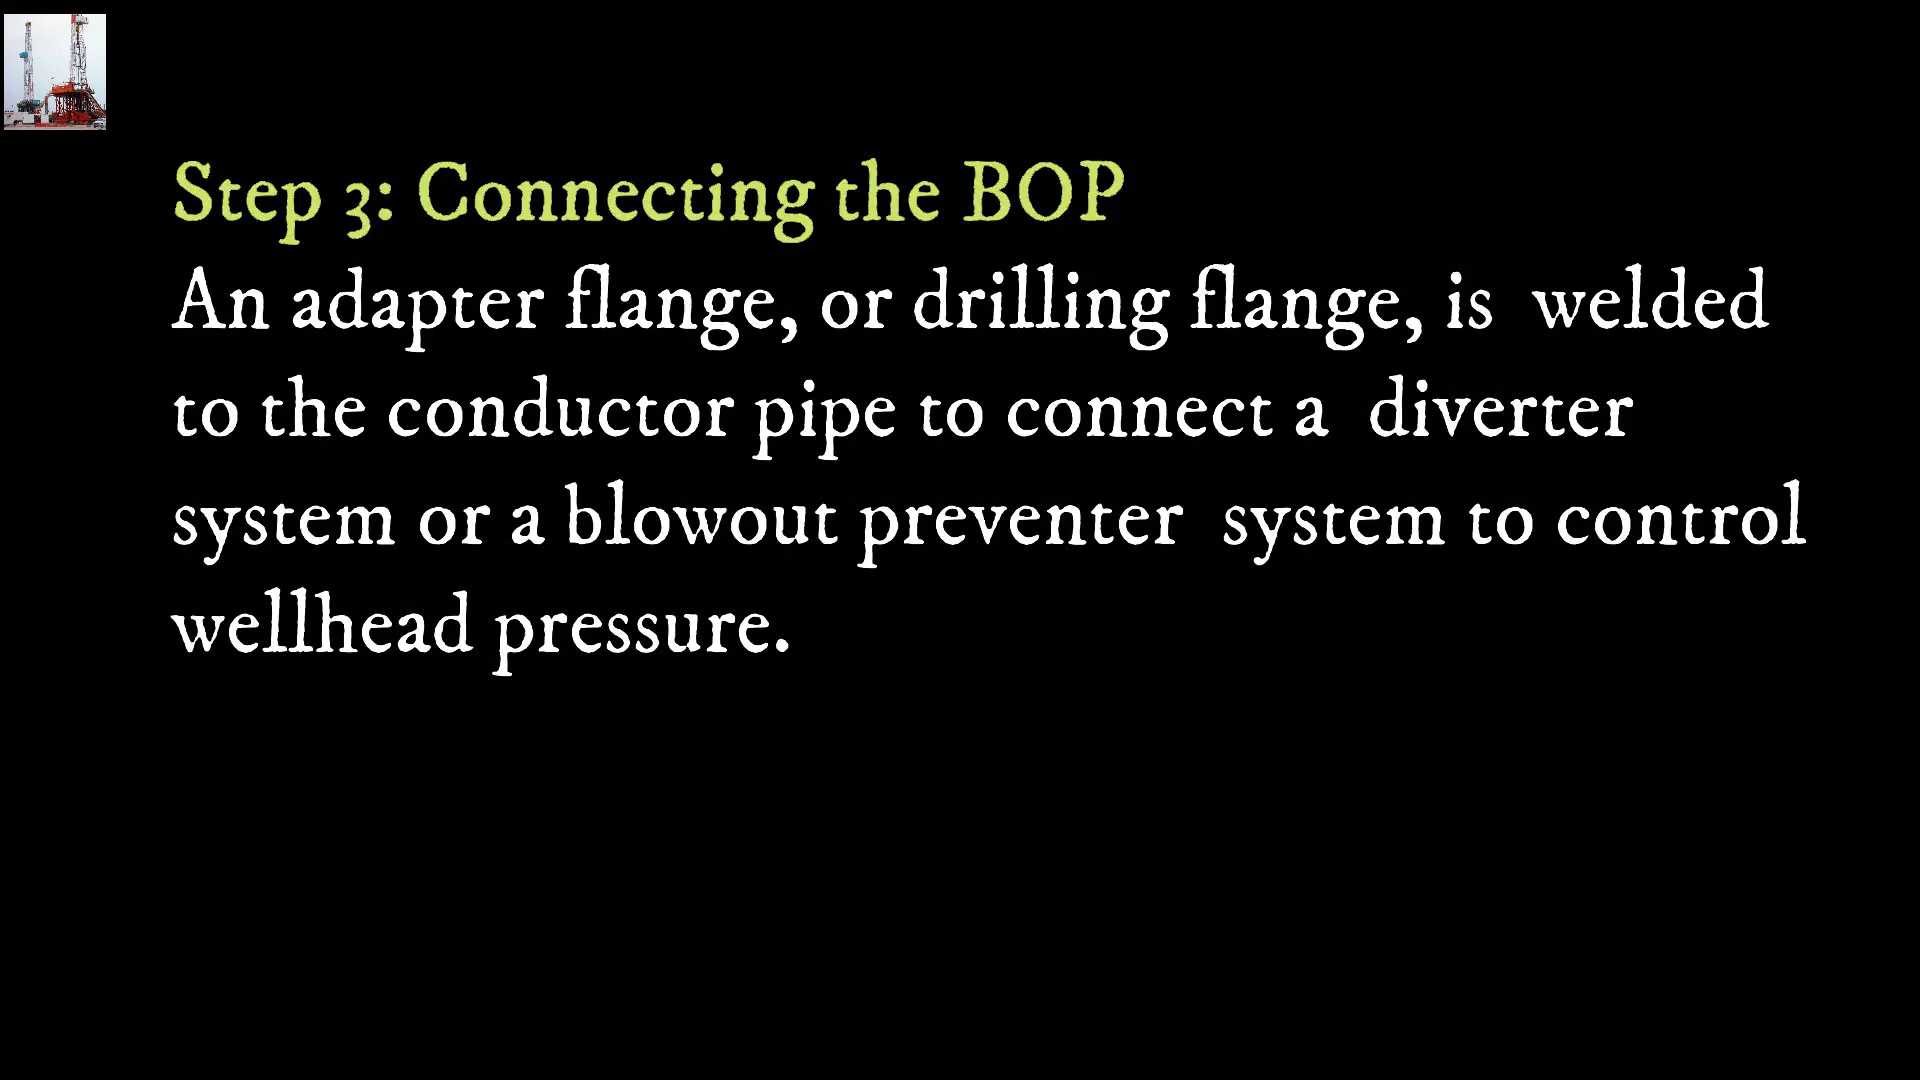 Step 3: Connecting the BOP
An adapter flange, or drilling flange, is  welded
to the conductor pipe to connect a  diverter
system or a blowout preventer  system to control
wellhead pressure.